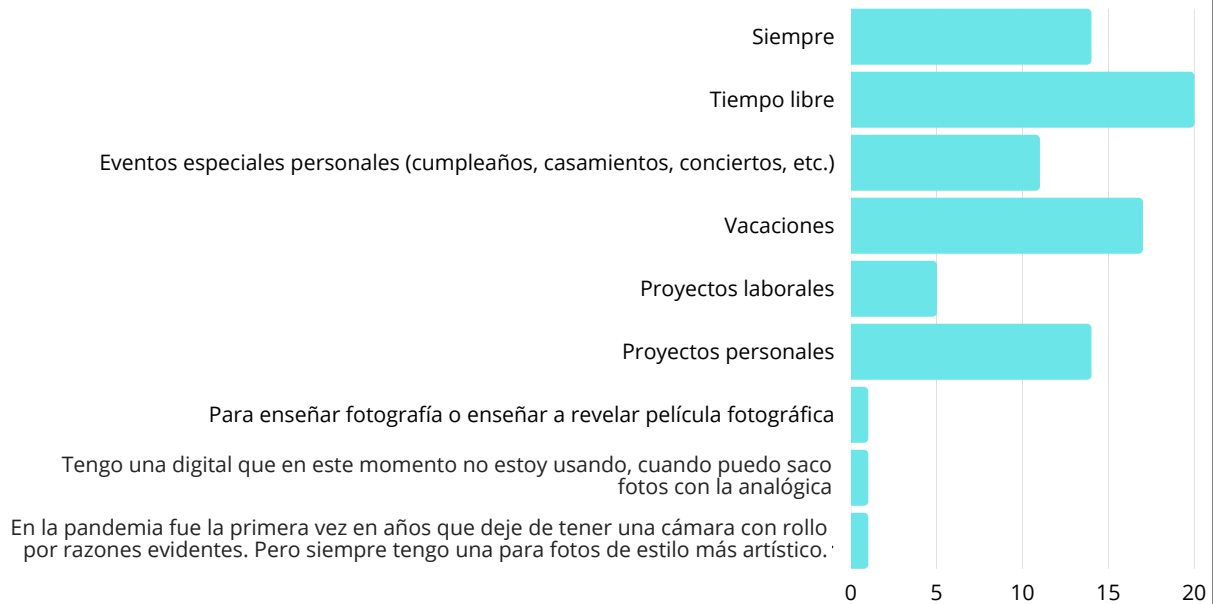 Siempre
Tiempo libre
Eventos especiales personales (cumpleaños, casamientos, conciertos, etc.)
Vacaciones
Proyectos laborales
Proyectos personales
Para enseñar fotografía o enseñar a revelar película fotográfica
Tengo una digital que en este momento no estoy usando, cuando puedo saco
fotos con la analógica
En la pandemia fue la primera vez en años que deje de tener una cámara con rollo
por razones evidentes. Pero siempre tengo una para fotos de estilo más artístico.
0 5 10 15 20